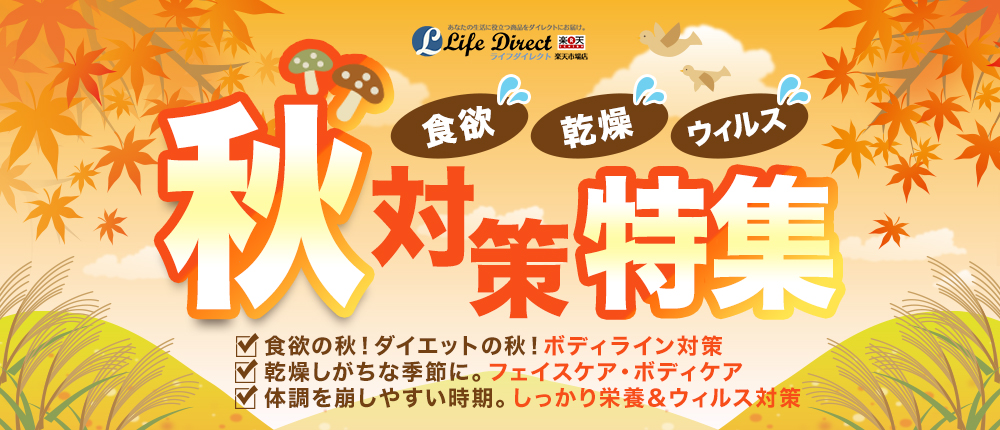 あなたの生活に役立つ商品をダイレクトにお届け。
L Life Direct 楽天
ライフダイレクト 楽天市場店
食欲 乾燥 ウィルス
秋対策特集
食欲の秋！ダイエットの秋！ボディライン対策
乾燥しがちな季節に。フェイスケア・ボディケア
体調を崩しやすい時期。しっかり栄養＆ウィルス対策